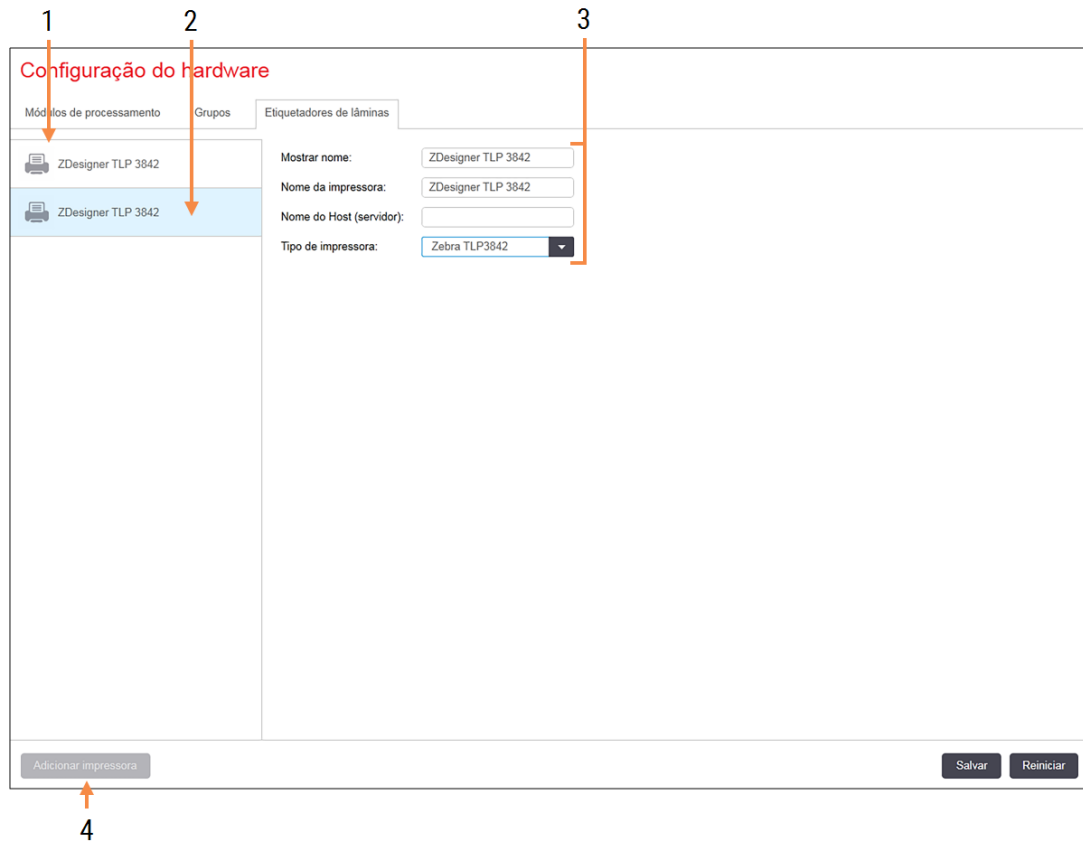 1 2 3
Configuração do hardware
Módulos de processamento Grupos Etiquetadores de lâminas
ZDesigner TLP 3842
ZDesigner TLP 3842
Mostrar nome: ZDesigner TLP 3842
Nome da impressora: ZDesigner TLP 3842
Nome do Host (servidor):
Tipo de impressora: Zebra TLP3842
Adicionar impressora Salvar Reiniciar
4